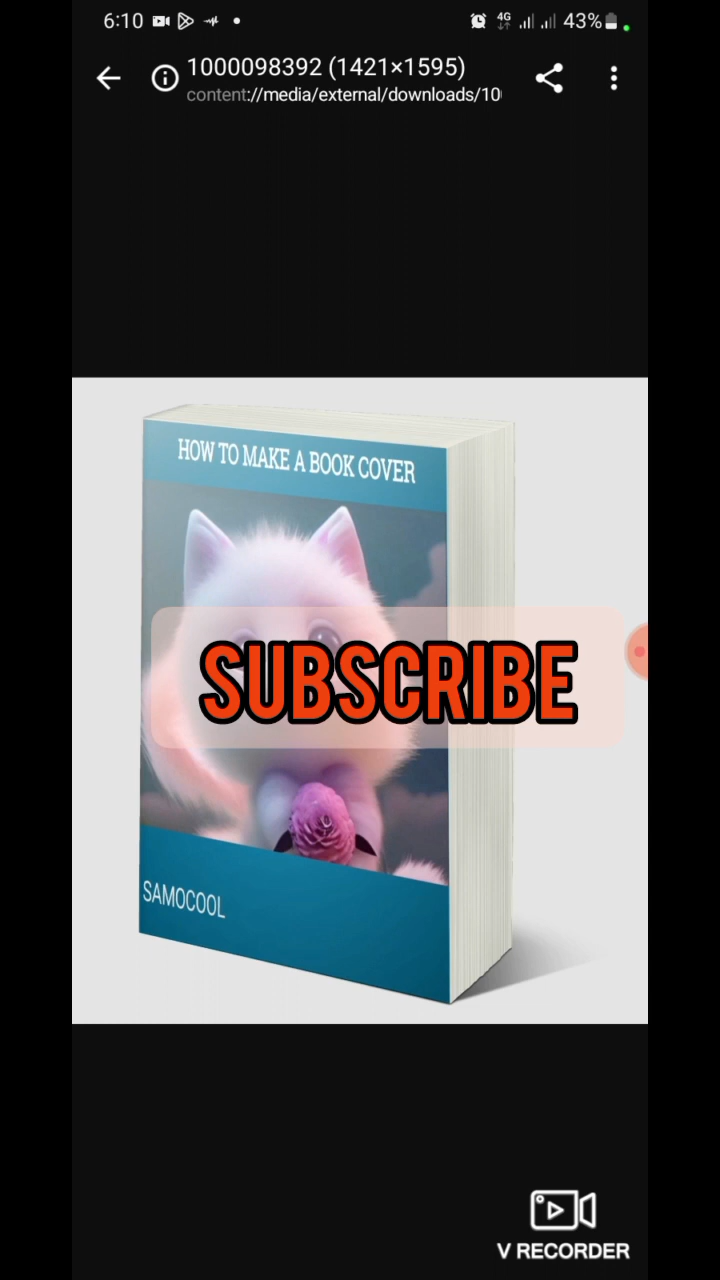 6:10
4G
43%
1000098392 (1421×1595)
content://media/external/downloads/10
HOW TO MAKE A BOOK COVER
SUBSCRIBE
SAMOCOOL
V RECORDER